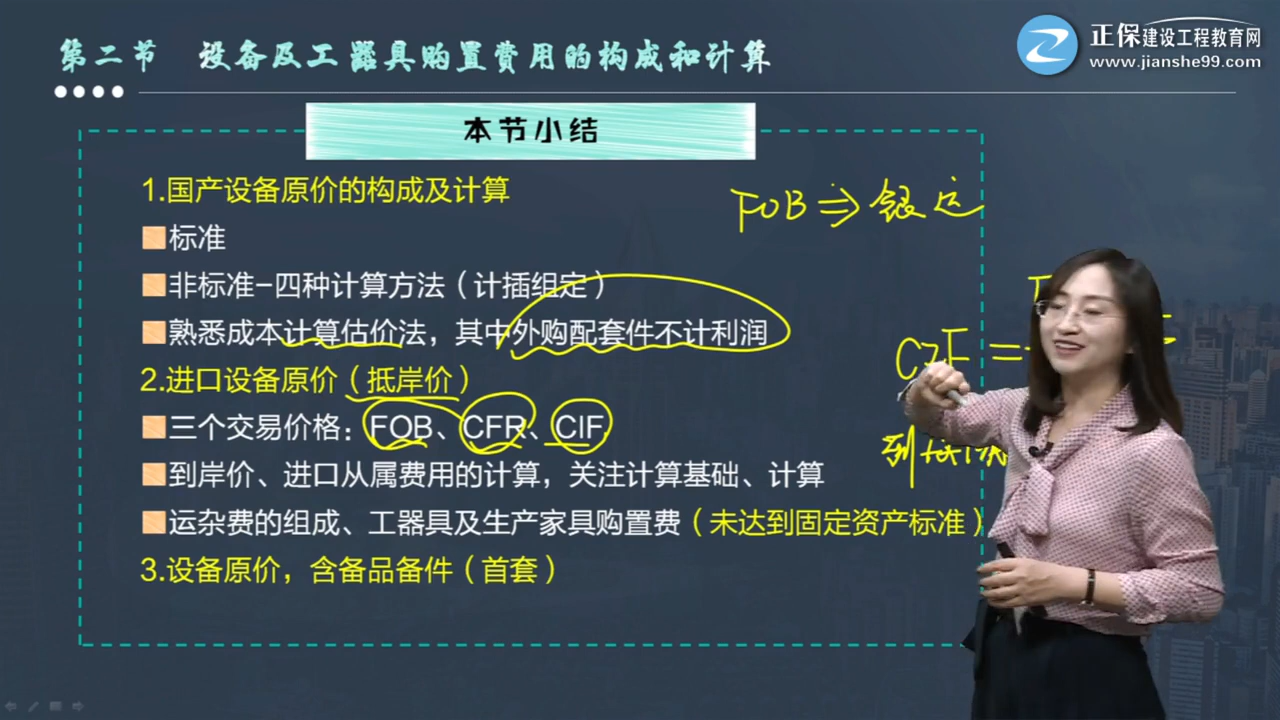 第二节 设备及工器具购置费用的构成和计算
正保建设工程教育网
www.jianshe99.com
本节小结
1.国产设备原价的构成及计算
FOB⇒银运
■标准
■非标准-四种计算方法（计插组定）
■熟悉成本计算估价法，其中外购配套件不计利润
CIF=
2.进口设备原价（抵岸价）
■三个交易价格：FOB、CFR、CIF
到岸价
■到岸价、进口从属费用的计算，关注计算基础、计算
■运杂费的组成、工器具及生产家具购置费（未达到固定资产标准）
3.设备原价，含备品备件（首套）